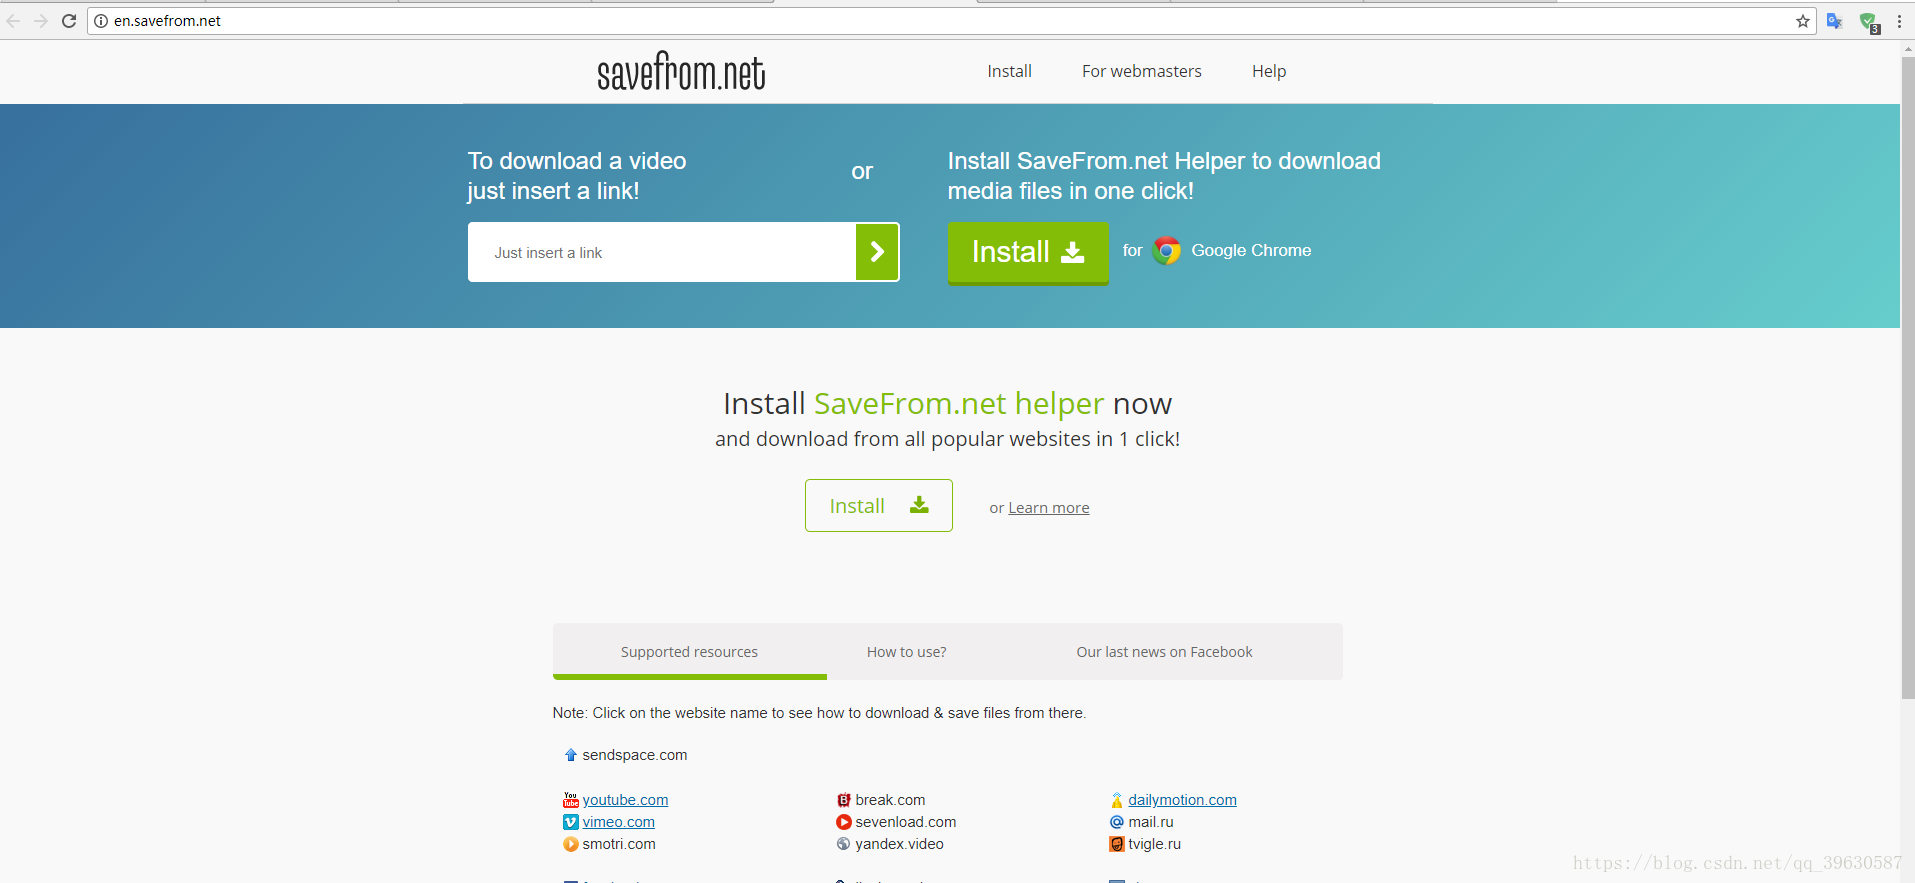 en.savefrom.net
3
savefrom.net
Install
For webmasters
Help
To download a video
just insert a link!
or
Install SaveFrom.net Helper to download
media files in one click!
Just insert a link
Install
for Google Chrome
Install SaveFrom.net helper now
and download from all popular websites in 1 click!
Install
or Learn more
Supported resources
How to use?
Our last news on Facebook
Note: Click on the website name to see how to download & save files from there.
sendspace.com
You Tube youtube.com
break.com
dailymotion.com
vimeo.com
sevenload.com
mail.ru
smotri.com
yandex.video
tvigle.ru
https://blog.csdn.net/qq_39630587